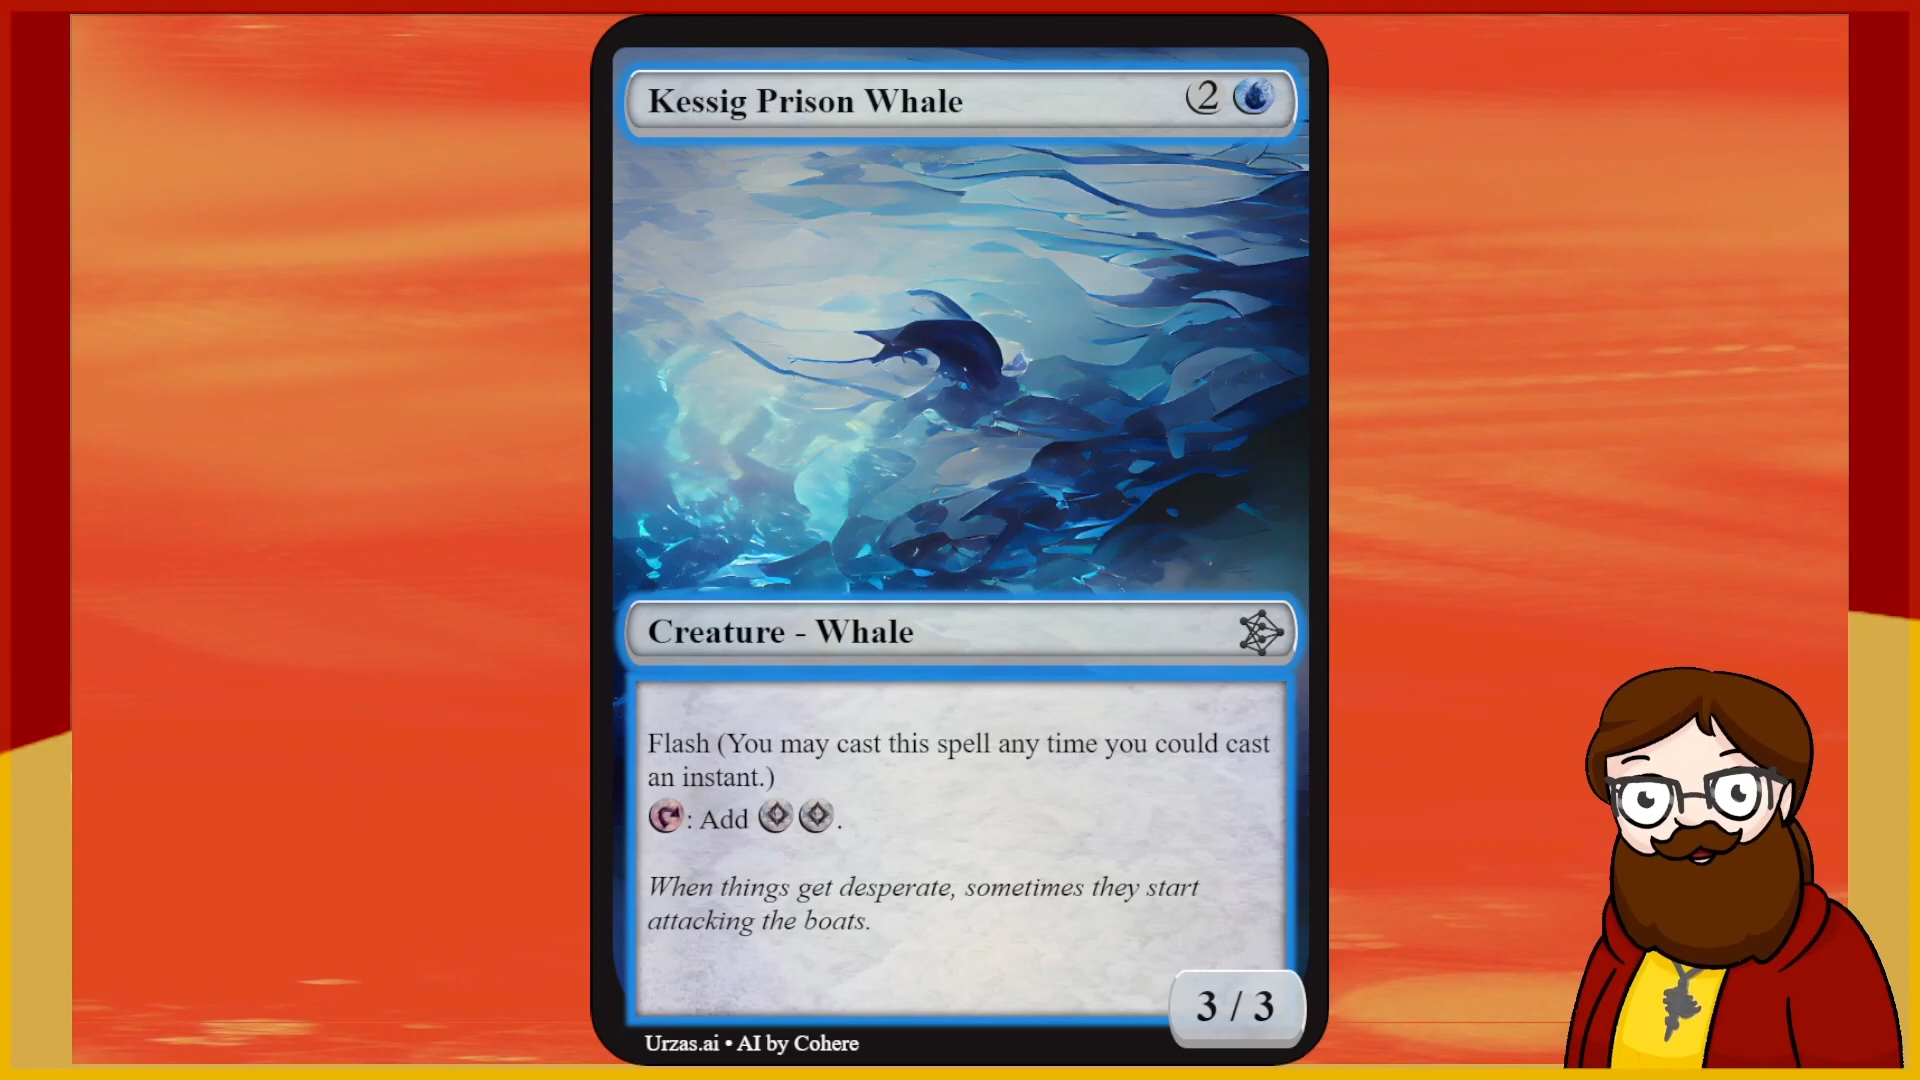 Kessig Prison Whale 2
Creature - Whale
Flash (You may cast this spell any time you could cast
an instant.)
: Add .
When things get desperate, sometimes they start
attacking the boats.
3 / 3
Urzas.ai • AI by Cohere